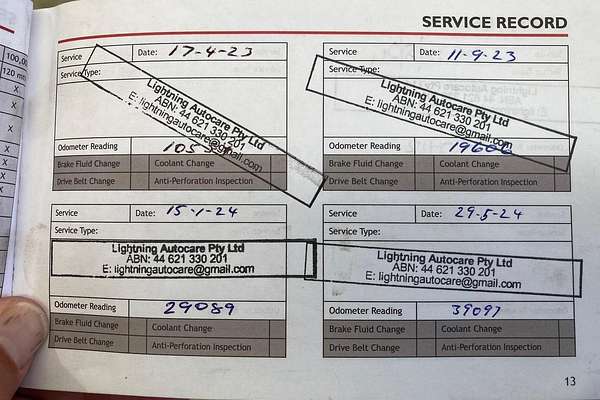 SERVICE RECORD
100,00
120 mm
X
X
X
X
X
X
Service Date: 17-4-23
Service Type:
Lightning Autocare Pty Ltd
ABN: 44 621 330 201
E: lightningautocare@gmail.com
Odometer Reading
Brake Fluid Change Coolant Change
Drive Belt Change Anti-Perforation Inspection
Service Date: 11-9-23
Service Type:
Lightning Autocare Pty Ltd
ABN: 44 621 330 201
E: lightningautocare@gmail.com
Odometer Reading
Brake Fluid Change Coolant Change
Drive Belt Change Anti-Perforation Inspection
Service Date: 15-1-24
Service Type:
Lightning Autocare Pty Ltd
ABN: 44 621 330 201
E: lightningautocare@gmail.com
Odometer Reading 29089
Brake Fluid Change Coolant Change
Drive Belt Change Anti-Perforation Inspection
Service Date: 29-5-24
Service Type:
Lightning Autocare Pty Ltd
ABN: 44 621 330 201
E: lightningautocare@gmail.com
Odometer Reading 39097
Brake Fluid Change Coolant Change
Drive Belt Change Anti-Perforation Inspection
13